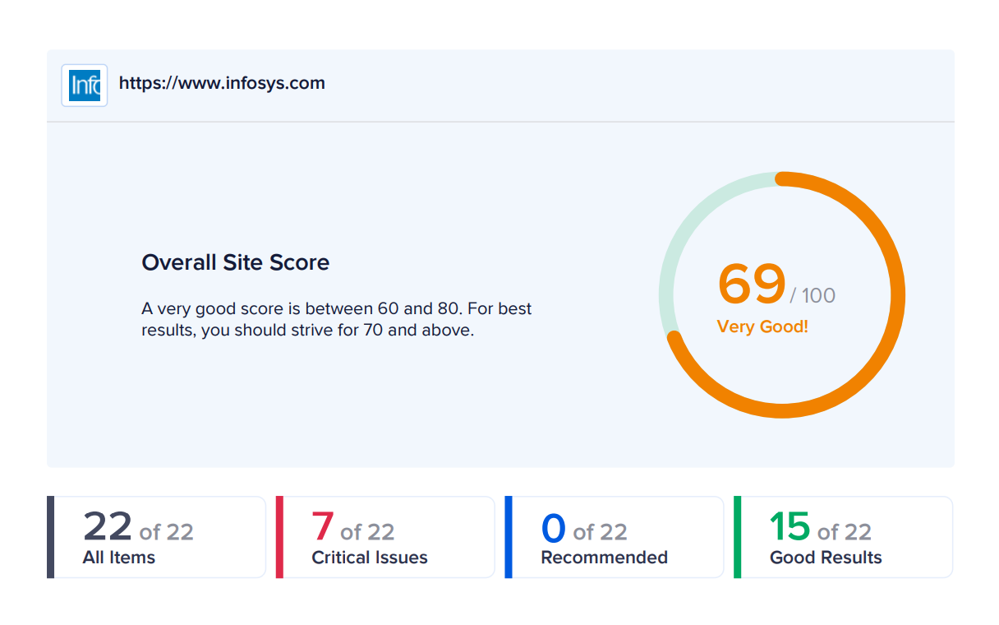 Info
https://www.infosys.com
Overall Site Score
A very good score is between 60 and 80. For best
results, you should strive for 70 and above.
69 / 100
Very Good!
22 of 22
All Items
7 of 22
Critical Issues
0 of 22
Recommended
15 of 22
Good Results